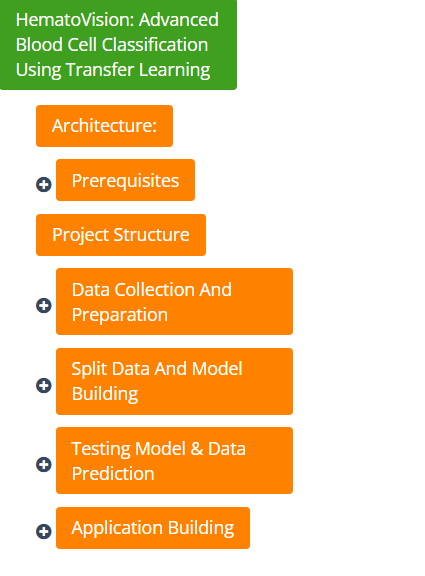 HematoVision: Advanced
Blood Cell Classification
Using Transfer Learning
Architecture:
Prerequisites
Project Structure
Data Collection And
Preparation
Split Data And Model
Building
Testing Model & Data
Prediction
Application Building